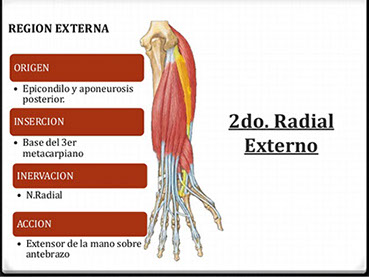 REGION EXTERNA
ORIGEN
• Epicondilo y aponeurosis
posterior.
INSERCION
• Base del 3er
metacarpiano
INERVACION
• N.Radial
ACCION
• Extensor de la mano sobre
antebrazo
2do. Radial
Externo